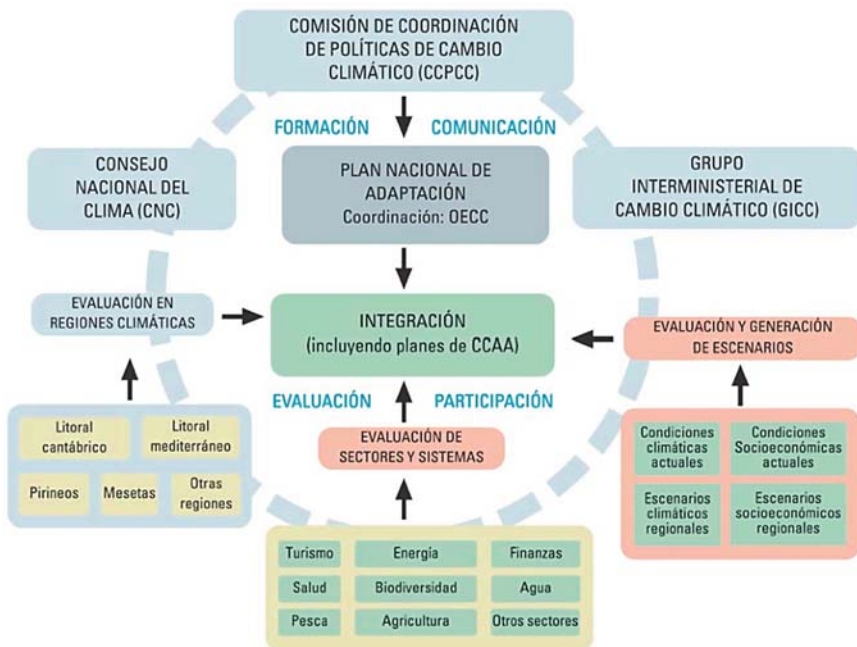 COMISIÓN DE COORDINACIÓN
DE POLÍTICAS DE CAMBIO
CLIMÁTICO (CCPCC)
FORMACIÓN
COMUNICACIÓN
CONSEJO
NACIONAL DEL
CLIMA (CNC)
PLAN NACIONAL DE
ADAPTACIÓN
Coordinación: OECC
GRUPO
INTERMINISTERIAL DE
CAMBIO CLIMÁTICO (GICC)
EVALUACIÓN EN
REGIONES CLIMÁTICAS
INTEGRACIÓN
(incluyendo planes de CCAA)
EVALUACIÓN Y GENERACIÓN
DE ESCENARIOS
EVALUACIÓN
PARTICIPACIÓN
EVALUACIÓN DE
SECTORES Y SISTEMAS
Litoral
cantábrico
Litoral
mediterráneo
Pirineos
Mesetas
Otras
regiones
Condiciones
climáticas
actuales
Condiciones
Socioeconómicas
actuales
Escenarios
climáticos
regionales
Escenarios
socioeconómicos
regionales
Turismo
Energía
Finanzas
Salud
Biodiversidad
Agua
Pesca
Agricultura
Otros sectores